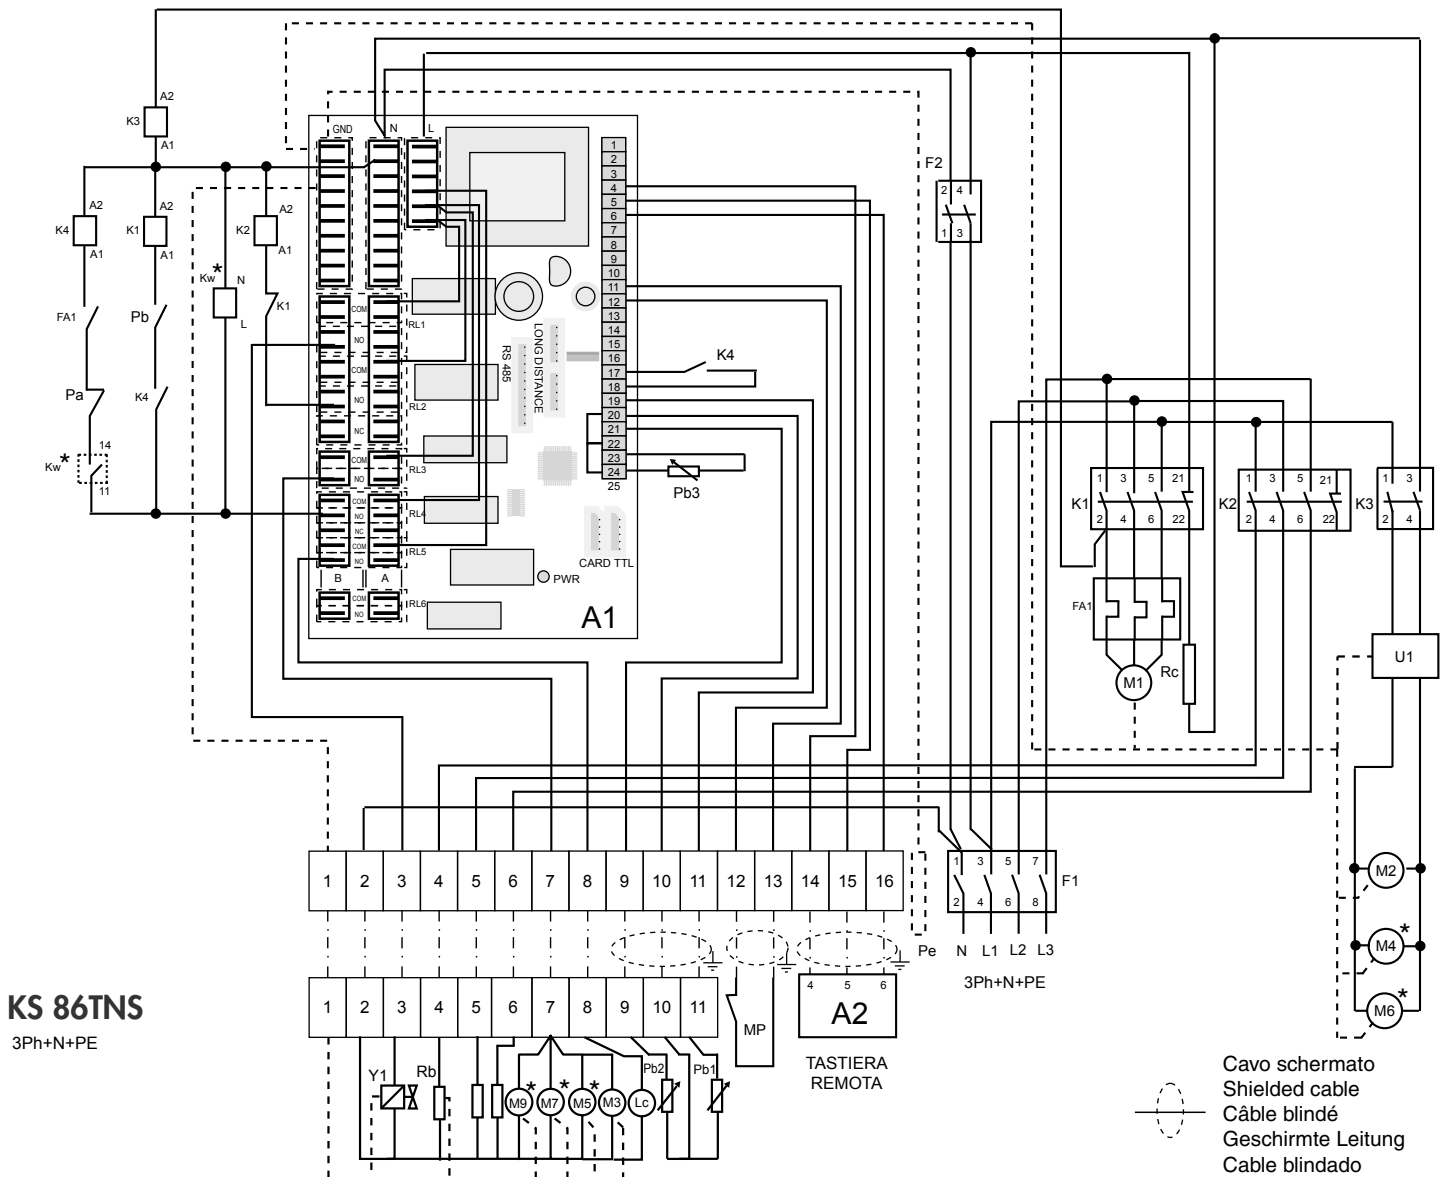 GND
N
L
A2
K3
A1
A2
K4
A1
A2
K1
A1
Kw*
N
L
A2
K2
A1
FA1
Pb
K1
Pa
K4
Kw*
14
11
COM
RL1
NO
COM
NO
RL2
NC
COM
RL3
NO
COM
RL4
NO
NC
COM
RL5
NO
B
A
COM
RL6
NO
RS 485
LONG DISTANCE
CARD TTL
PWR
A1
1
2
3
4
5
6
7
8
9
10
11
12
13
14
15
16
17
18
19
20
21
22
23
24
25
K4
Pb3
F2
2 4
1 3
K1
1 3 5 21
2 4 6 22
K2
1 3 5 21
2 4 6 22
K3
1 3
2 4
FA1
M1
Rc
U1
M2
M4*
M6*
1 2 3 4 5 6 7 8 9 10 11 12 13 14 15 16
1 3 5 7
F1
2 4 6 8
Pe
N L1 L2 L3
3Ph+N+PE
1 2 3 4 5 6 7 8 9 10 11
MP
4 5 6
A2
TASTIERA
REMOTA
KS 86TNS
3Ph+N+PE
Y1
Rb
M9*
M7*
M5*
M3
Lc
Pb2
Pb1
Cavo schermato
Shielded cable
Câble blindé
Geschirmte Leitung
Cable blindado